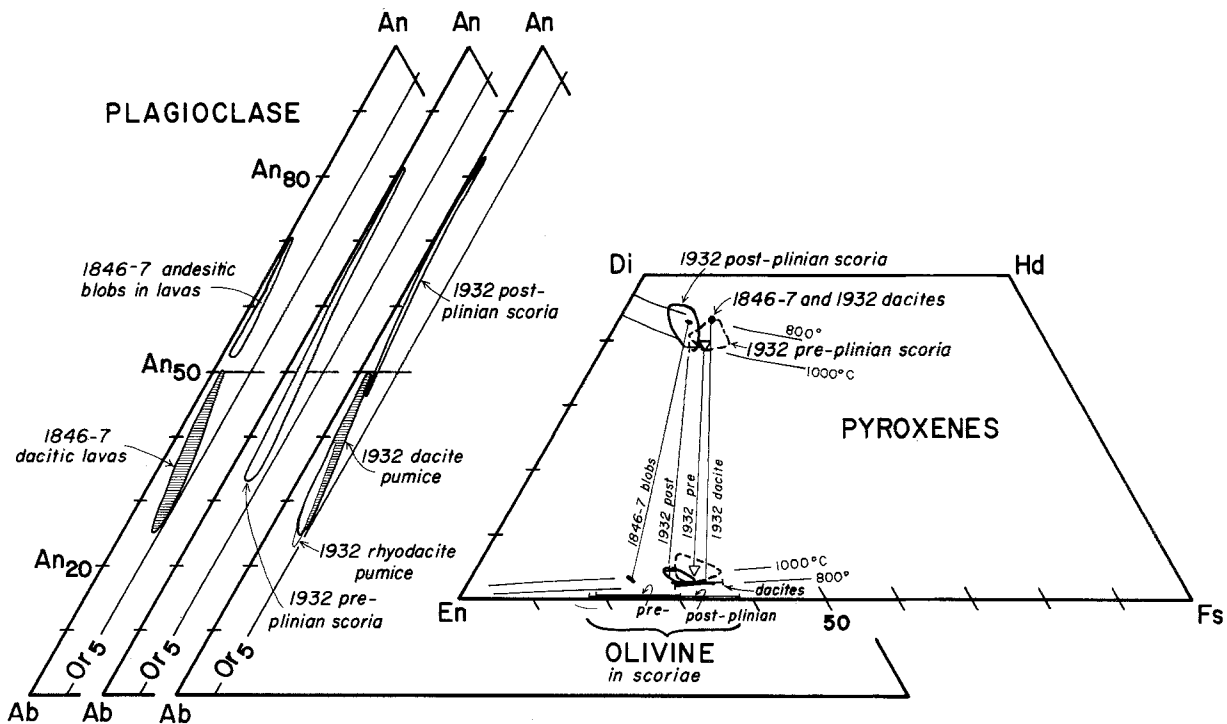 An An An
PLAGIOCLASE
An80
1846-7 andesitic
blobs in lavas
1932 post-
plinian scoria
An50
1846-7
dacitic lavas
1932 dacite
pumice
1932 rhyodacite
pumice
An20
1932 pre-
plinian scoria
Or5 Or5 Or5
Ab Ab Ab
Di
1932 post-plinian scoria
Hd
1846-7 and 1932 dacites
800°
1932 pre-plinian scoria
1000°C
PYROXENES
1846-7 blobs
1932 post
1932 pre
1932 dacite
1000°C
800°
dacites
En
pre-
post-plinian
50
Fs
OLIVINE
in scoriae